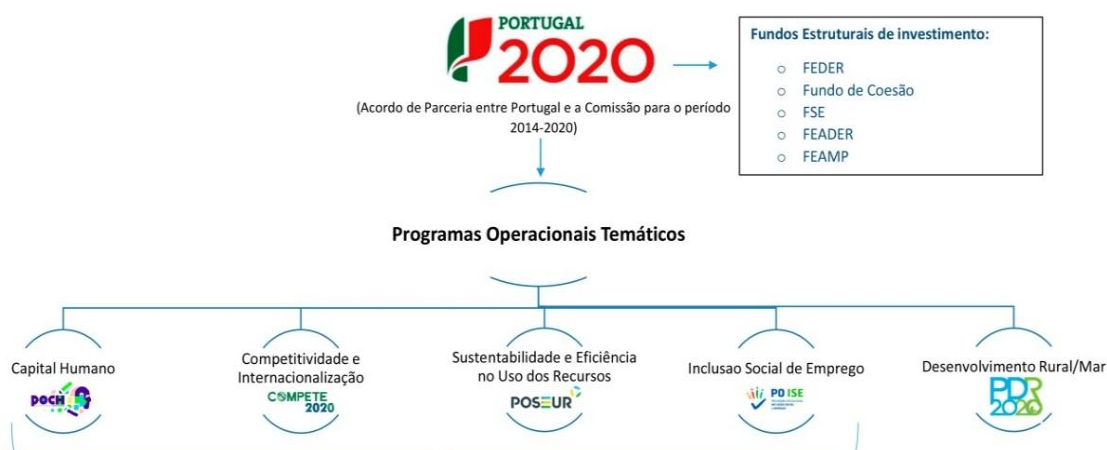 PORTUGAL
2020
(Acordo de Parceria entre Portugal e a Comissão para o período
2014-2020)
Fundos Estruturais de investimento:
FEDER
Fundo de Coesão
FSE
FEADER
FEAMP
Programas Operacionais Temáticos
Capital Humano
POCH
Competitividade e
Internacionalização
COMPETE
2020
Sustentabilidade e Eficiência
no Uso dos Recursos
POSEUR
Inclusao Social de Emprego
PO ISE
Desenvolvimento Rural/Mar
PDR
2020